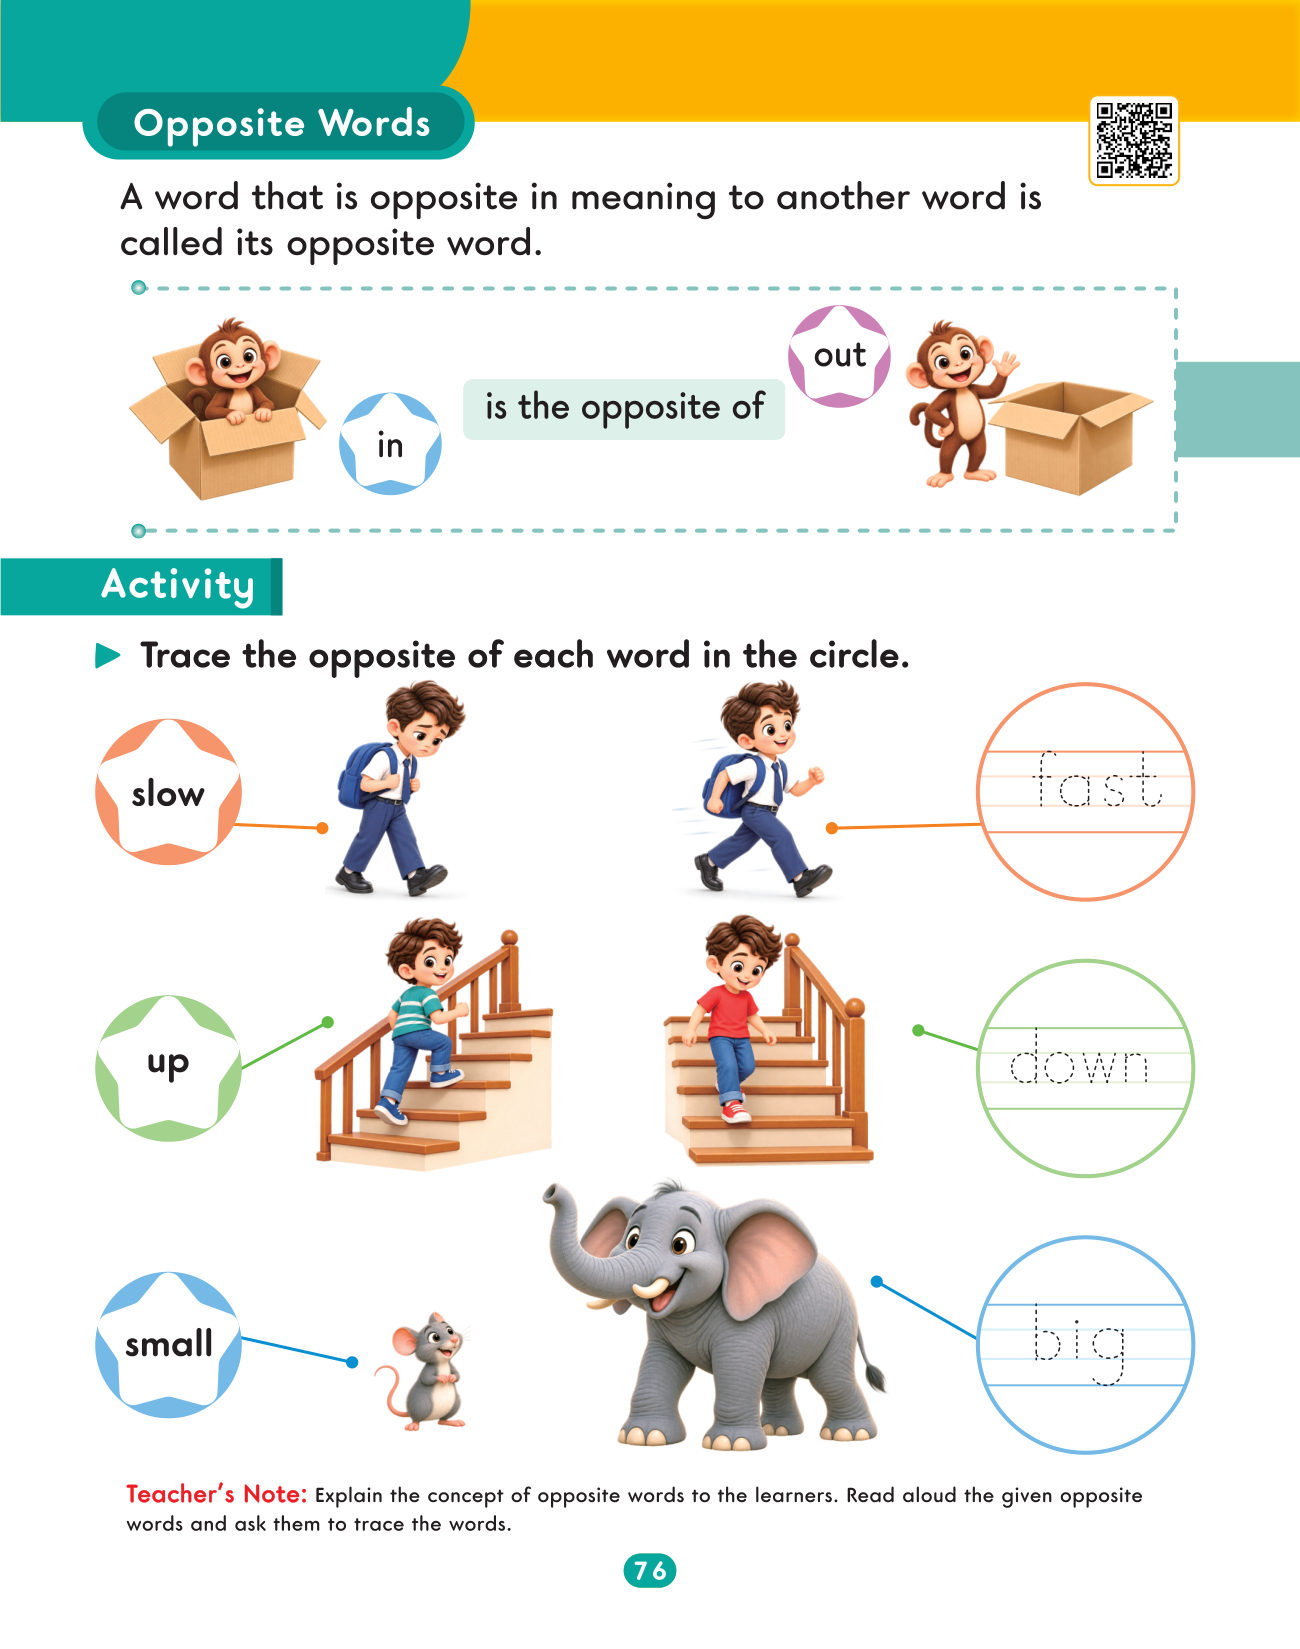 Opposite Words
A word that is opposite in meaning to another word is
called its opposite word.
in
is the opposite of
out
Activity
Trace the opposite of each word in the circle.
slow
fast
up
down
small
big
Teacher's Note: Explain the concept of opposite words to the learners. Read aloud the given opposite
words and ask them to trace the words.
76